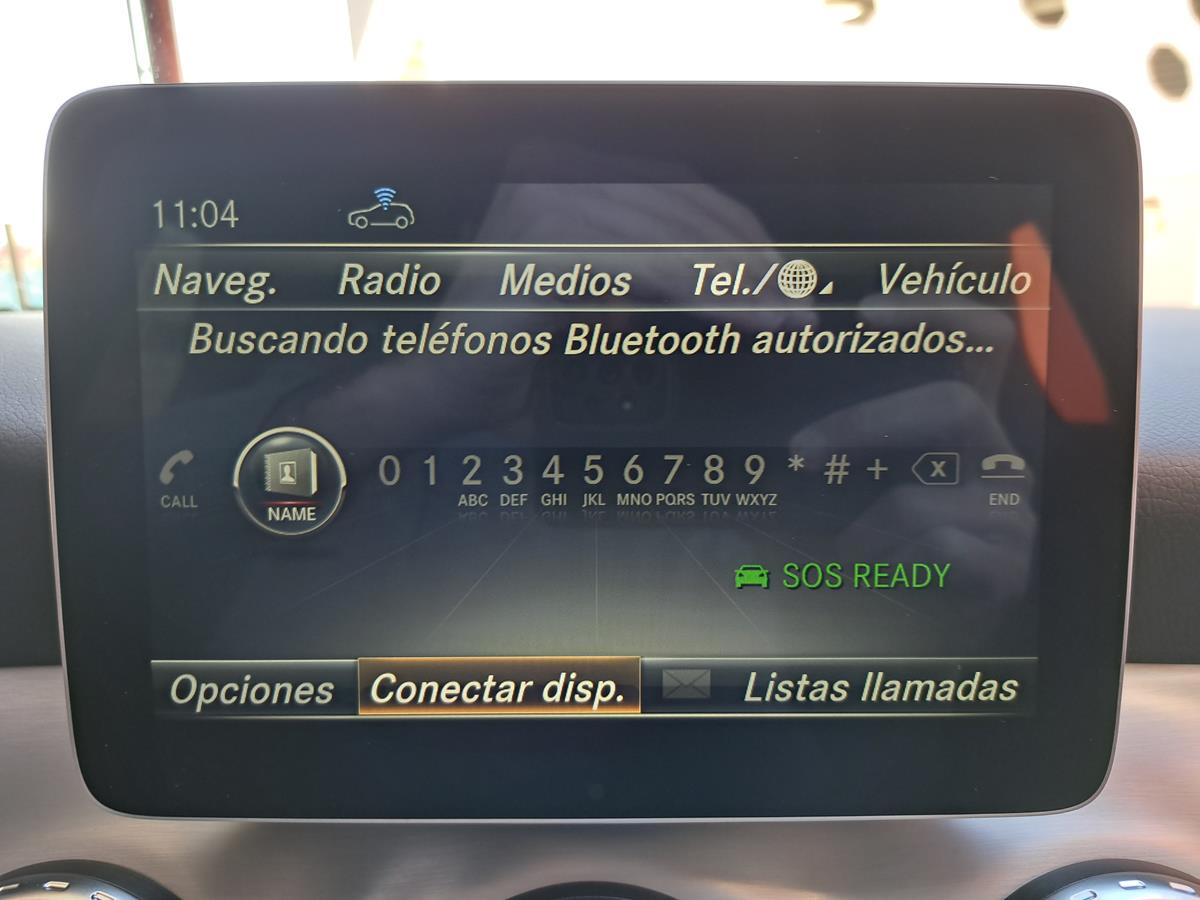 11:04
Naveg. Radio Medios Tel./ Vehículo
Buscando teléfonos Bluetooth autorizados...
0 1 2 3 4 5 6 7 8 9 * # + X
CALL NAME ABC DEF GHI JKL MNO PQRS TUV WXYZ END
SOS READY
Opciones Conectar disp. Listas llamadas